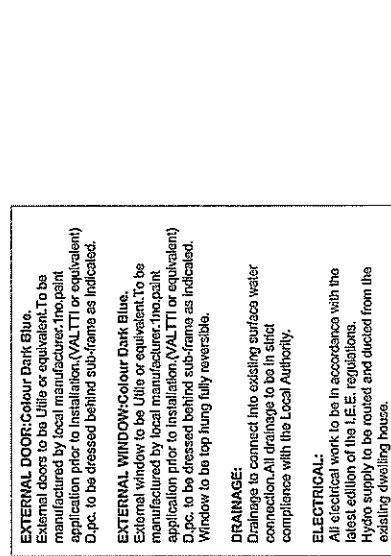 EXTERNAL DOOR:Colour Dark Blue.
External doors to be Utile or equivalent.To be
manufactured by local manufacturer.1no.paint
application prior to Installation.(VALTTI or equivalent)
D.pc. to be dressed behind sub-frame as Indicated.
EXTERNAL WINDOW:Colour Dark Blue.
External window to be Utile or equivalent.To be
manufactured by local manufacturer.1no.paint
application prior to Installation.(VALTTI or equivalent)
D.pc. to be dressed behind sub-frame as Indicated.
Window to be top hung fully reversible.
DRAINAGE:
Drainage to connect into existing surface water
connection.All drainage to be in strict
compliance with the Local Authority.
ELECTRICAL:
All electrical work to be in accordance with the
latest edition of the I.E.E. regulations.
Hydro supply to be routed and ducted from the
existing dwelling house.